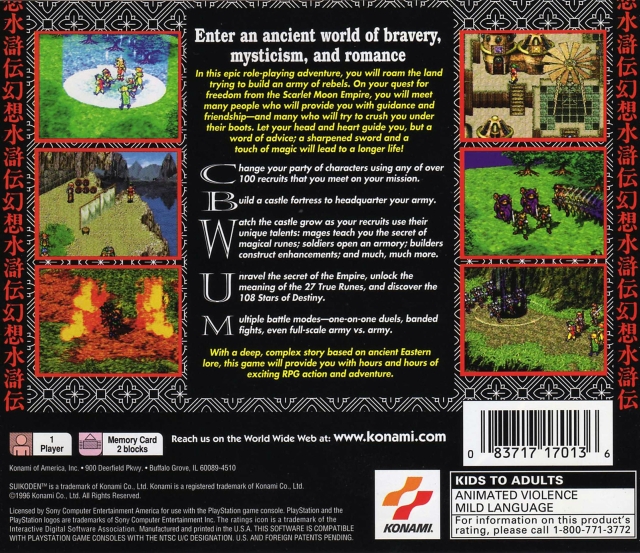 幻想水滸伝幻想水滸伝
Enter an ancient world of bravery,
mysticism, and romance
In this epic role-playing adventure, you will roam the land
trying to build an army of rebels. On your quest for
freedom from the Scarlet Moon Empire, you will meet
many people who will provide you with guidance and
friendship—and many who will try to crush you under
their boots. Let your head and heart guide you, but a
word of advice: a sharpened sword and a
touch of magic will lead to a longer life!
Change your party of characters using any of over
100 recruits that you meet on your mission.
Build a castle fortress to headquarter your army.
Watch the castle grow as your recruits use their
unique talents: mages teach you the secret of
magical runes; soldiers open an armory; builders
construct enhancements; and much, much more.
Unravel the secret of the Empire, unlock the
meaning of the 27 True Runes, and discover the
108 Stars of Destiny.
Multiple battle modes—one-on-one duels, banded
fights, even full-scale army vs. army.
With a deep, complex story based on ancient Eastern
lore, this game will provide you with hours and hours of
exciting RPG action and adventure.
幻想水滸伝幻想水滸伝
1
Player
Memory Card
2 blocks
Reach us on the World Wide Web at: www.konami.com
Konami of America, Inc. • 900 Deerfield Pkwy. • Buffalo Grove, IL 60089-4510
SUIKODEN™ is a trademark of Konami Co., Ltd. Konami is a registered trademark of Konami Co., Ltd.
©1996 Konami Co., Ltd. All Rights Reserved.
Licensed by Sony Computer Entertainment America for use with the PlayStation game console. PlayStation and the
PlayStation logos are trademarks of Sony Computer Entertainment Inc. The ratings icon is a trademark of the
Interactive Digital Software Association. Manufactured and printed in the U.S.A. THIS SOFTWARE IS COMPATIBLE
WITH PLAYSTATION GAME CONSOLES WITH THE NTSC U/C DESIGNATION. U.S. AND FOREIGN PATENTS PENDING.
KONAMI®
0 83717 17013 6
KIDS TO ADULTS
ANIMATED VIOLENCE
MILD LANGUAGE
For information on this product's
rating, please call 1-800-771-3772